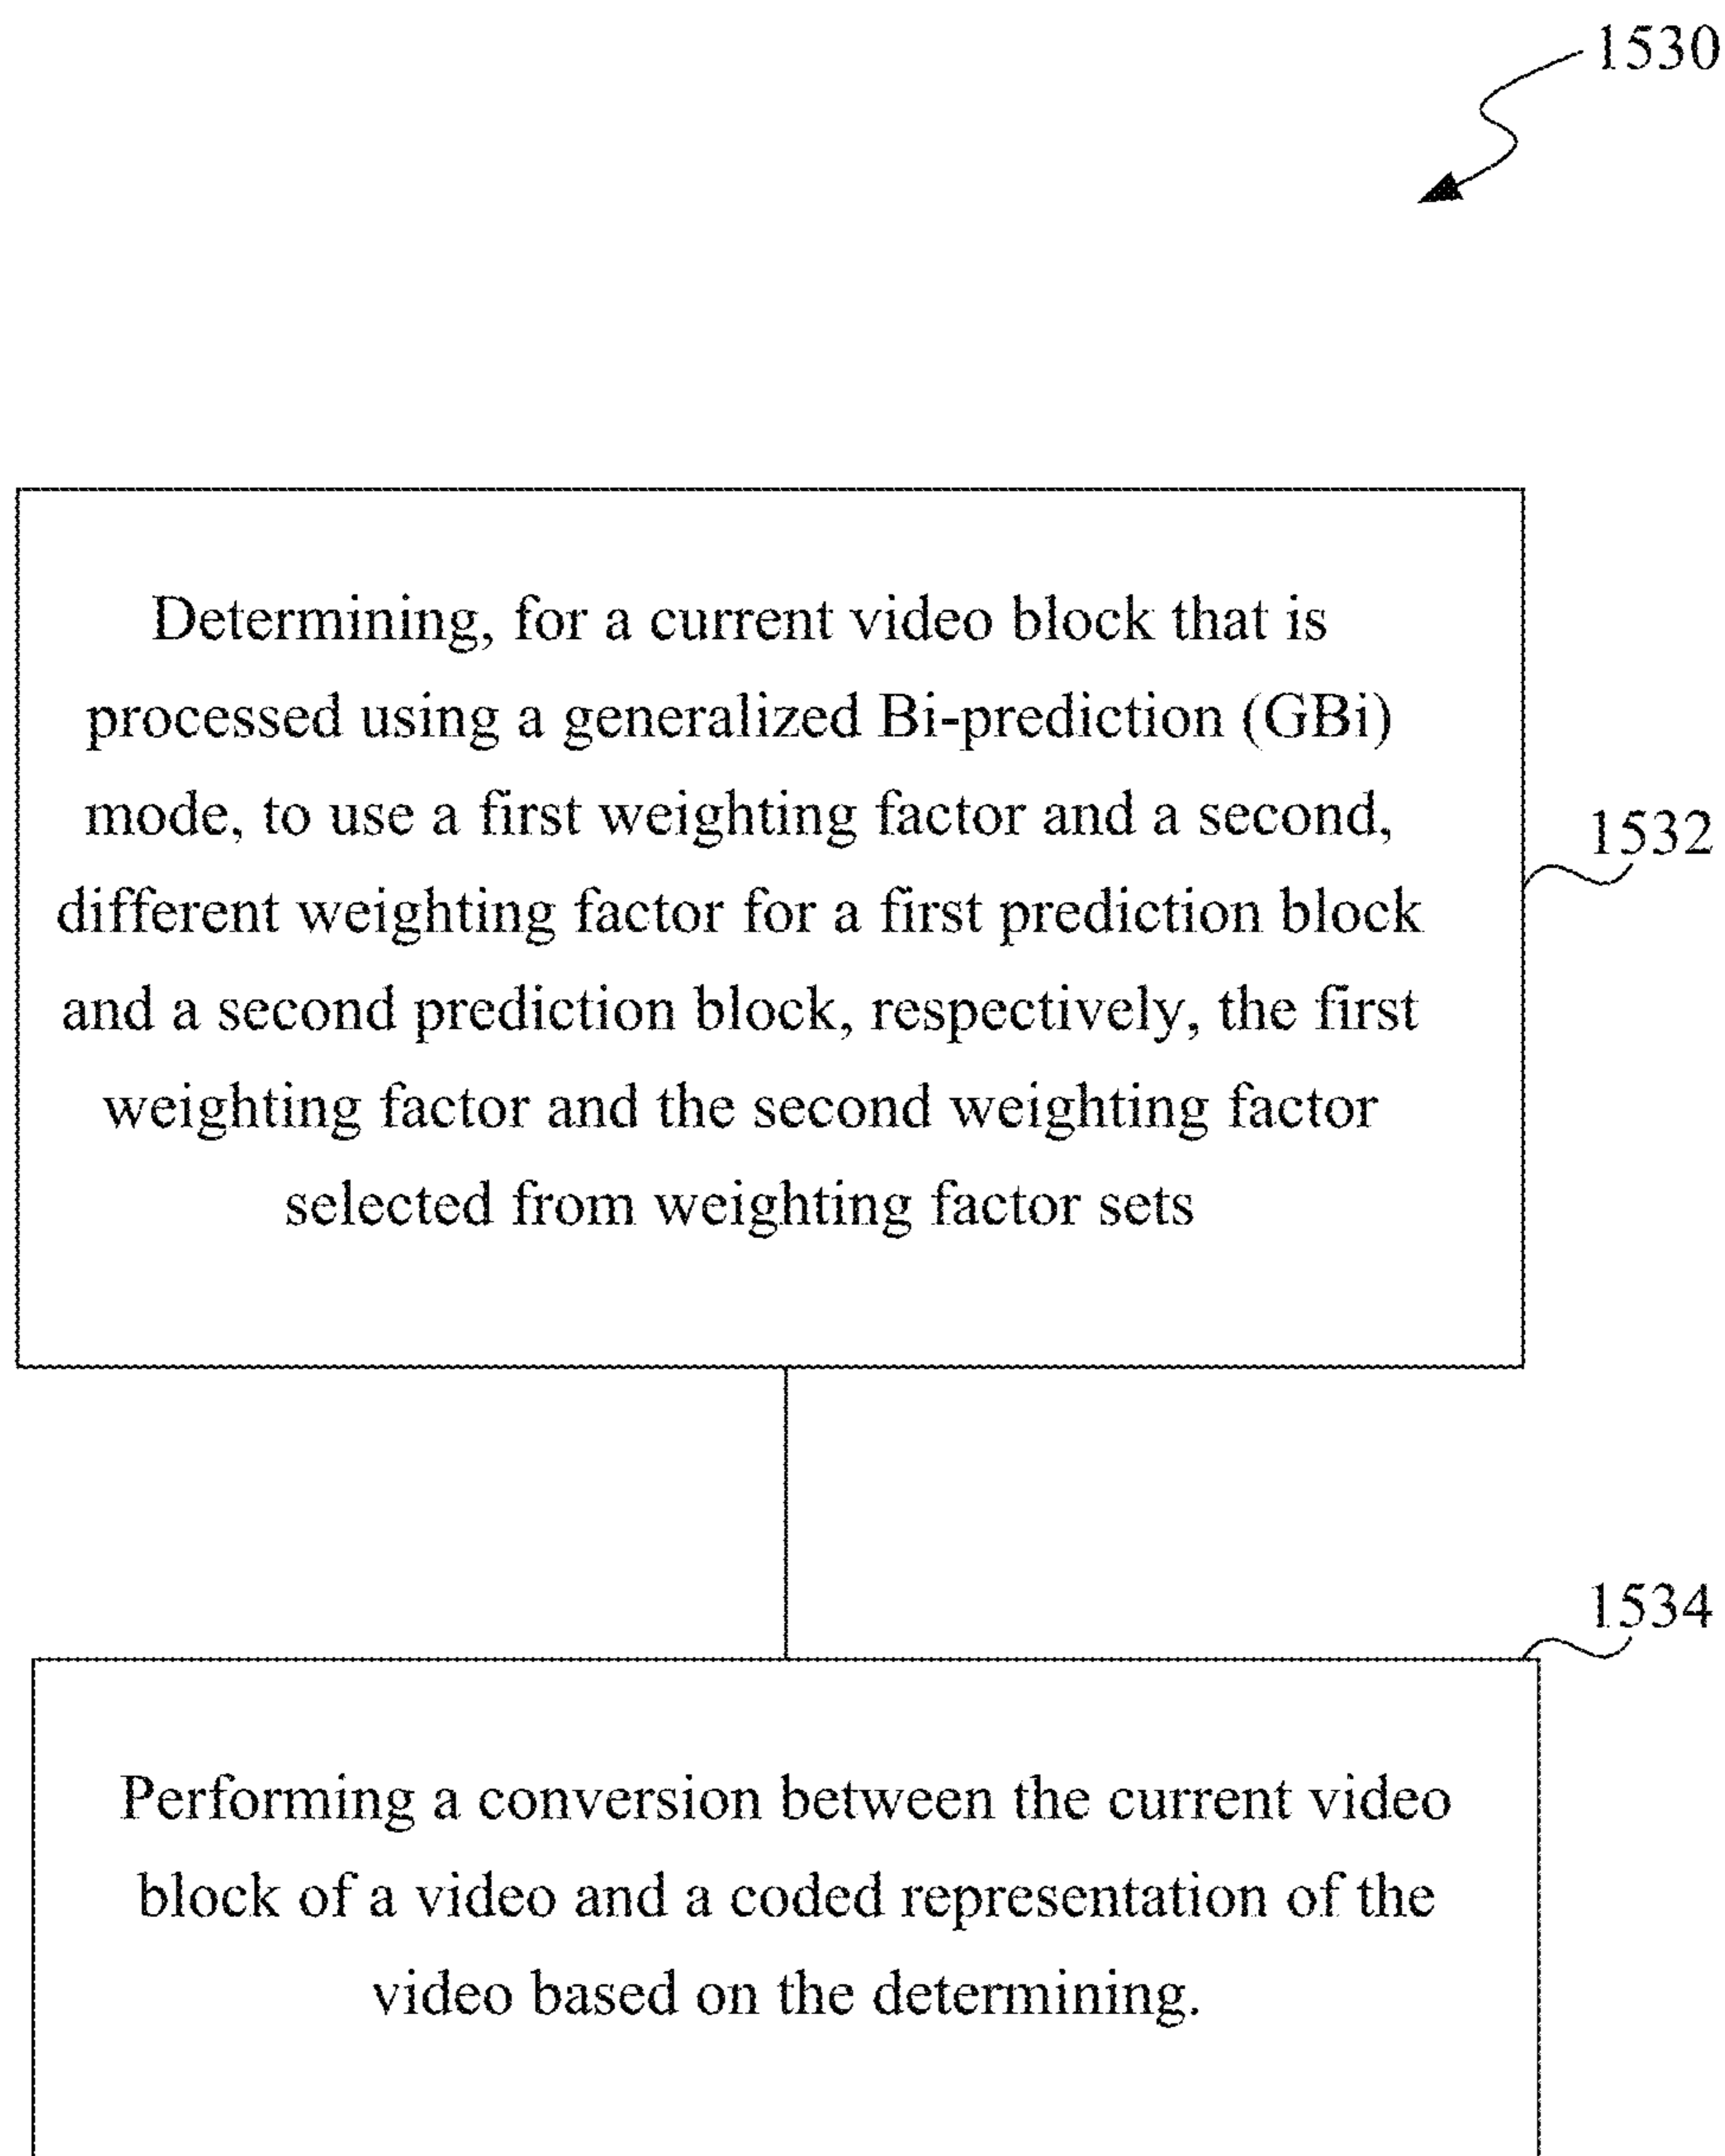 1530
Determining, for a current video block that is
processed using a generalized Bi-prediction (GBi)
mode, to use a first weighting factor and a second,
different weighting factor for a first prediction block
and a second prediction block, respectively, the first
weighting factor and the second weighting factor
selected from weighting factor sets
1532
1534
Performing a conversion between the current video
block of a video and a coded representation of the
video based on the determining.